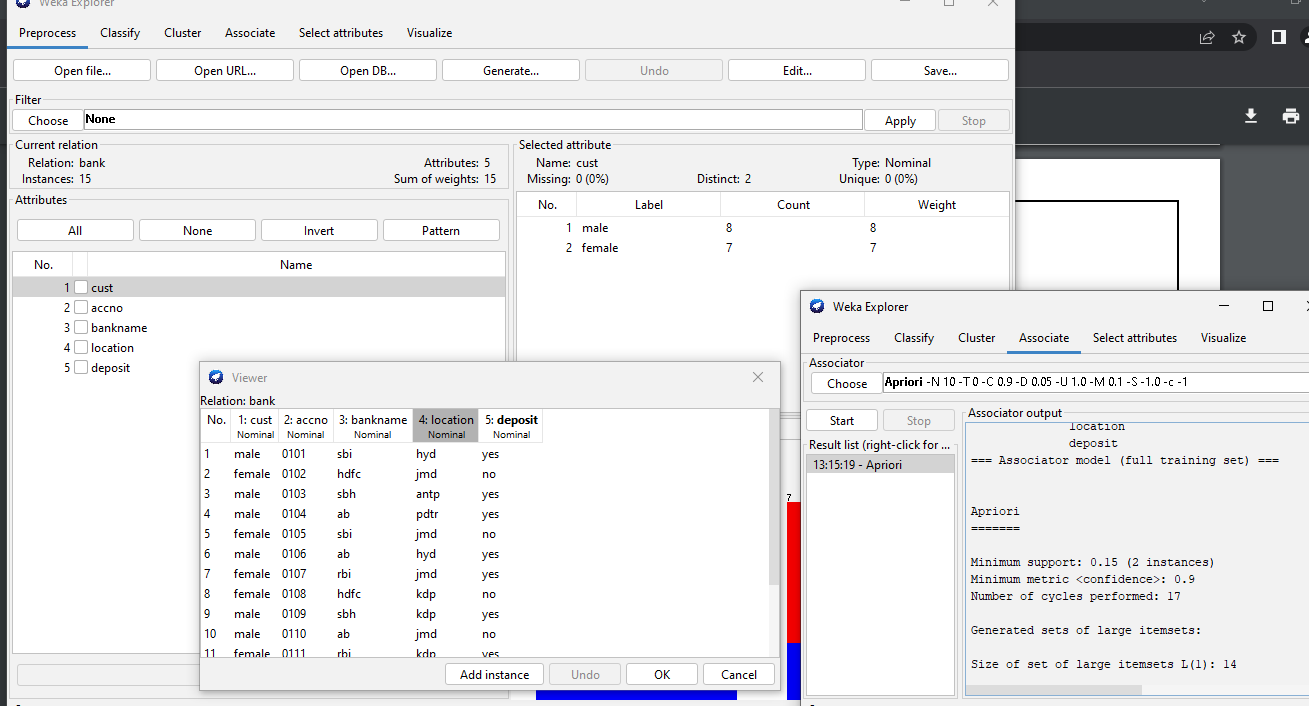 Weka Explorer
Preprocess Classify Cluster Associate Select attributes Visualize
Open file... Open URL... Open DB... Generate... Undo Edit... Save...
Filter
Choose None Apply Stop
Current relation
Relation: bank Attributes: 5
Instances: 15 Sum of weights: 15
Selected attribute
Name: cust Type: Nominal
Missing: 0 (0%) Distinct: 2 Unique: 0 (0%)
No. Label Count Weight
1 male 8 8
2 female 7 7
Attributes
All None Invert Pattern
No. Name
1 cust
2 accno
3 bankname
4 location
5 deposit
7
Viewer
Relation: bank
No. 1: cust 2: accno 3: bankname 4: location 5: deposit
Nominal Nominal Nominal Nominal Nominal
1 male 0101 sbi hyd yes
2 female 0102 hdfc jmd no
3 male 0103 sbh antp yes
4 male 0104 ab pdtr yes
5 female 0105 sbi jmd no
6 male 0106 ab hyd yes
7 female 0107 rbi jmd yes
8 female 0108 hdfc kdp no
9 male 0109 sbh kdp yes
10 male 0110 ab jmd no
11 female 0111 rbi kdp yes
Add instance Undo OK Cancel
Weka Explorer
Preprocess Classify Cluster Associate Select attributes Visualize
Associator
Choose Apriori -N 10 -T 0 -C 0.9 -D 0.05 -U 1.0 -M 0.1 -S -1.0 -c -1
Start Stop
Result list (right-click for ...
13:15:19 - Apriori
Associator output
location
deposit
=== Associator model (full training set) ===
Apriori
=======
Minimum support: 0.15 (2 instances)
Minimum metric <confidence>: 0.9
Number of cycles performed: 17
Generated sets of large itemsets:
Size of set of large itemsets L(1): 14